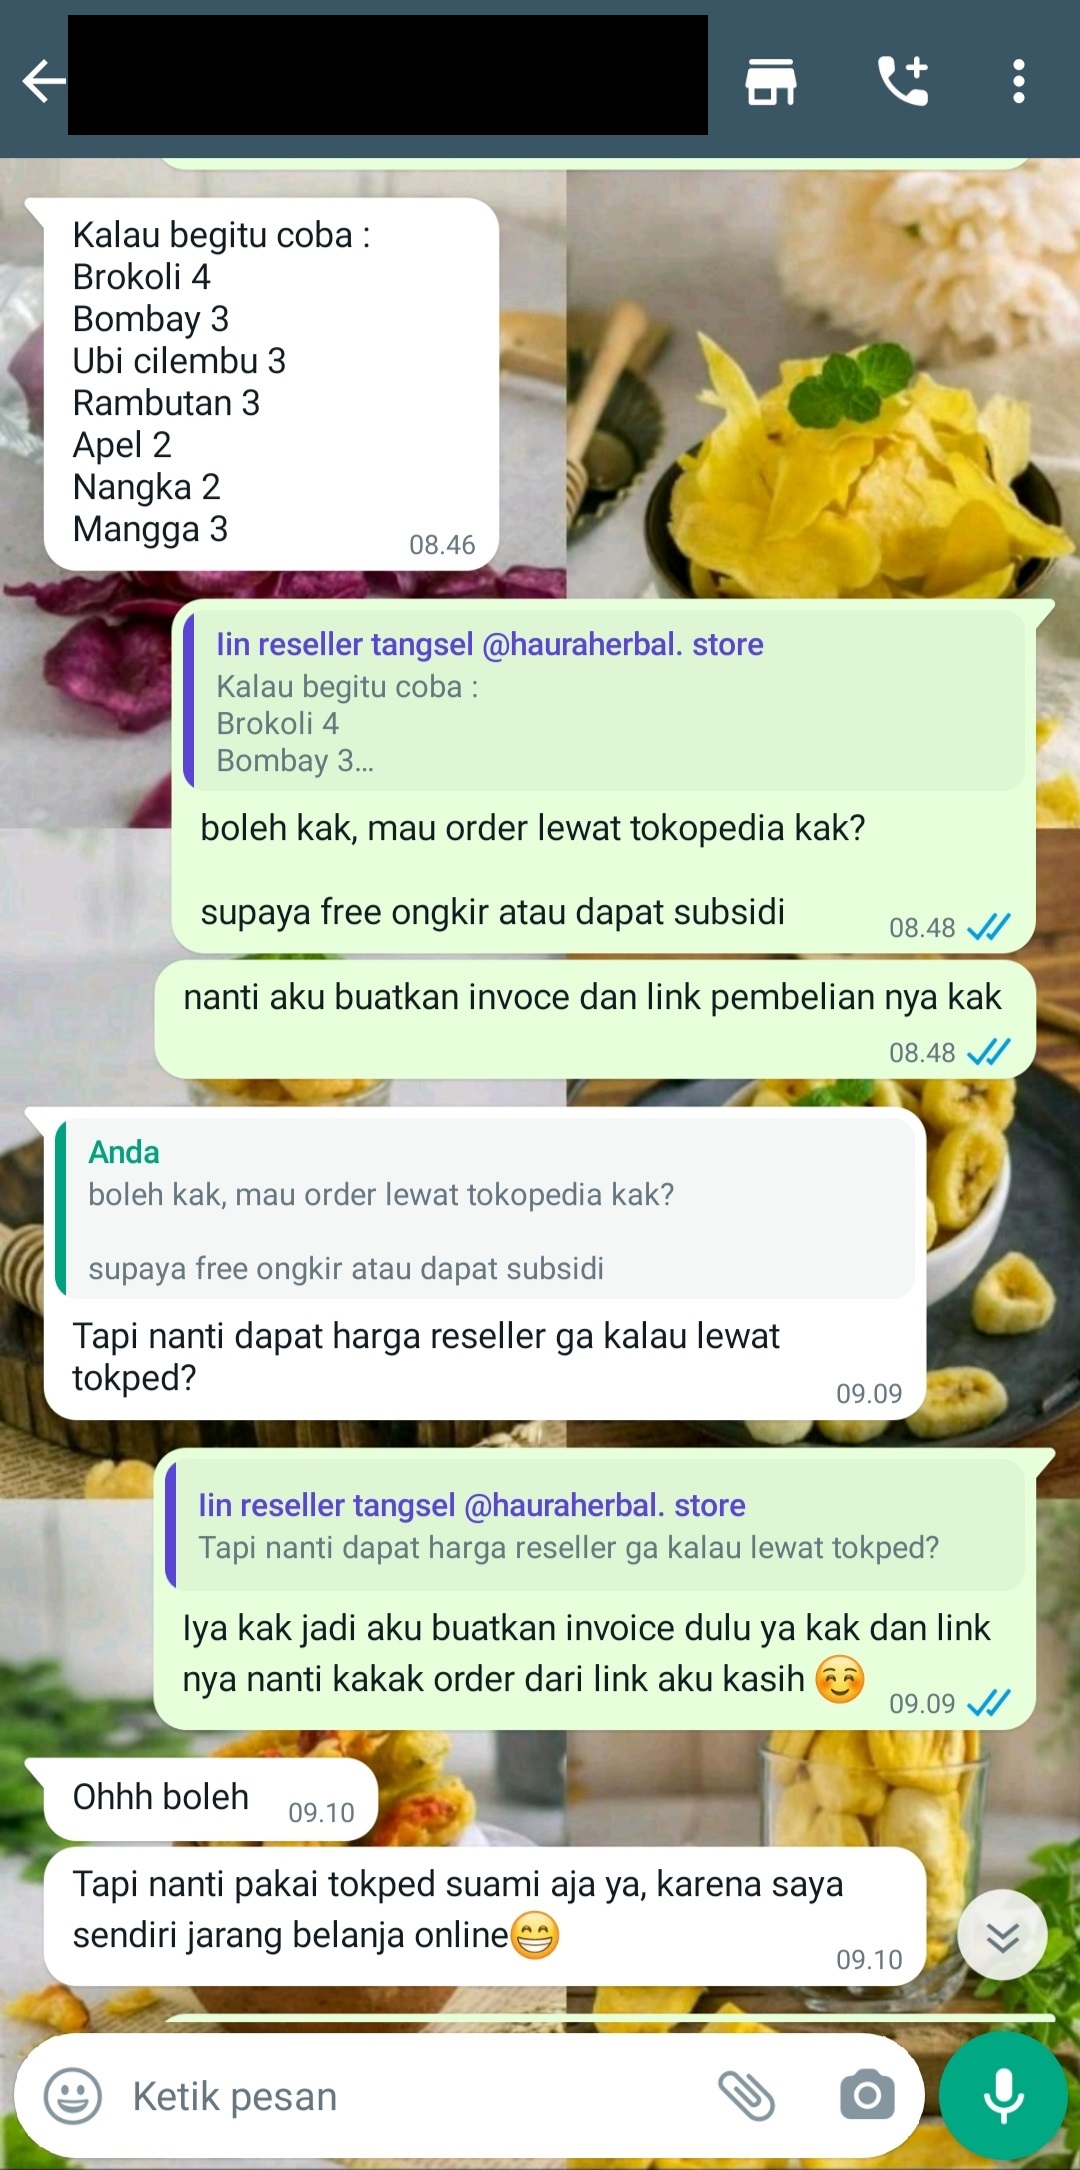 Kalau begitu coba :
Brokoli 4
Bombay 3
Ubi cilembu 3
Rambutan 3
Apel 2
Nangka 2
Mangga 3
08.46
Iin reseller tangsel @hauraherbal. store
Kalau begitu coba :
Brokoli 4
Bombay 3...
boleh kak, mau order lewat tokopedia kak?
supaya free ongkir atau dapat subsidi
08.48
nanti aku buatkan invoce dan link pembelian nya kak
08.48
Anda
boleh kak, mau order lewat tokopedia kak?
supaya free ongkir atau dapat subsidi
Tapi nanti dapat harga reseller ga kalau lewat
tokped?
09.09
Iin reseller tangsel @hauraherbal. store
Tapi nanti dapat harga reseller ga kalau lewat tokped?
Iya kak jadi aku buatkan invoice dulu ya kak dan link
nya nanti kakak order dari link aku kasih 😊
09.09
Ohhh boleh
09.10
Tapi nanti pakai tokped suami aja ya, karena saya
sendiri jarang belanja online😁
09.10
Ketik pesan